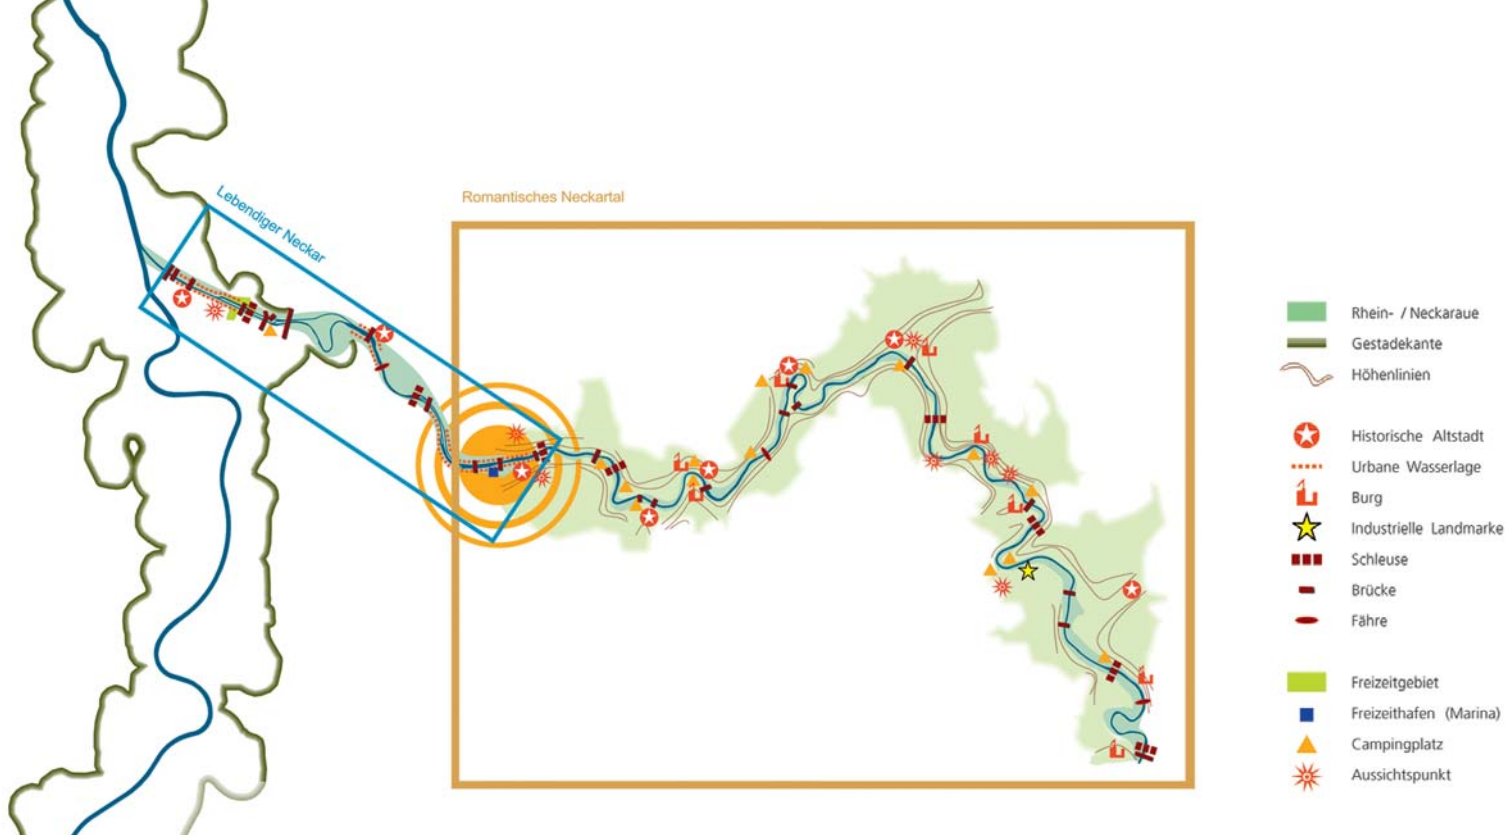 Romantisches Neckartal
Lebendiger Neckar
Rhein- / Neckaraue
Gestadekante
Höhenlinien
Historische Altstadt
Urbane Wasserlage
Burg
Industrielle Landmarke
Schleuse
Brücke
Fähre
Freizeitgebiet
Freizeithafen (Marina)
Campingplatz
Aussichtspunkt